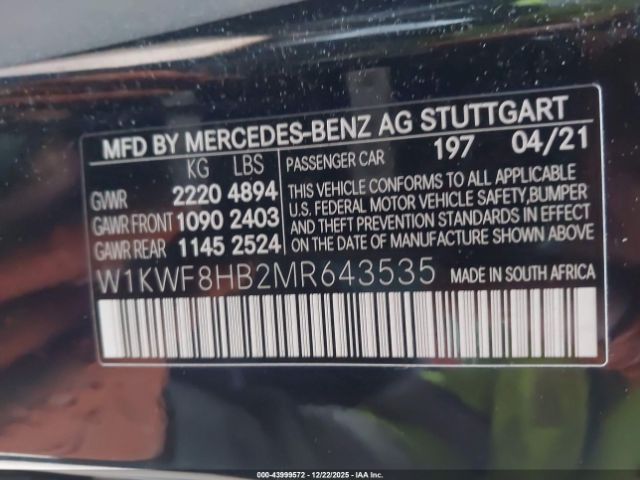 MFD BY MERCEDES-BENZ AG STUTTGART
KG LBS PASSENGER CAR 197 04/21
GVWR 2220 4894
GAWR FRONT 1090 2403
GAWR REAR 1145 2524
THIS VEHICLE CONFORMS TO ALL APPLICABLE
U.S. FEDERAL MOTOR VEHICLE SAFETY, BUMPER
AND THEFT PREVENTION STANDARDS IN EFFECT
ON THE DATE OF MANUFACTURE SHOWN ABOVE
W1KWF8HB2MR643535 MADE IN SOUTH AFRICA
000-43999572 - 12/22/2025 - IAA Inc.